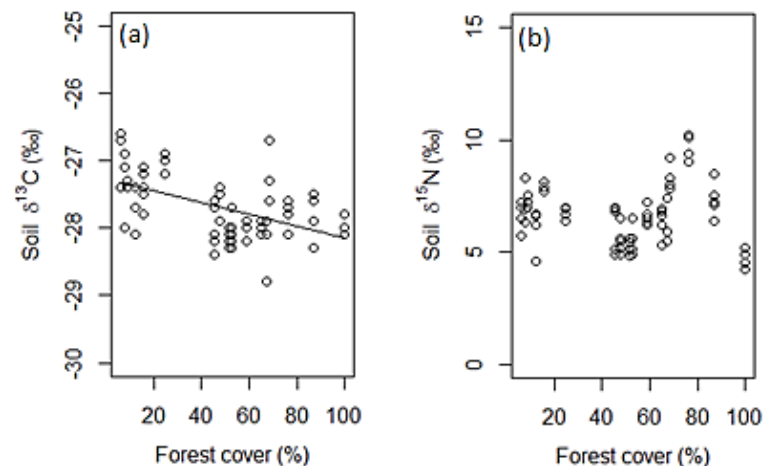 (a)
Soil δ¹³C (‰)
-25
-26
-27
-28
-29
-30
20 40 60 80 100
Forest cover (%)
(b)
Soil δ¹⁵N (‰)
15
10
5
0
20 40 60 80 100
Forest cover (%)